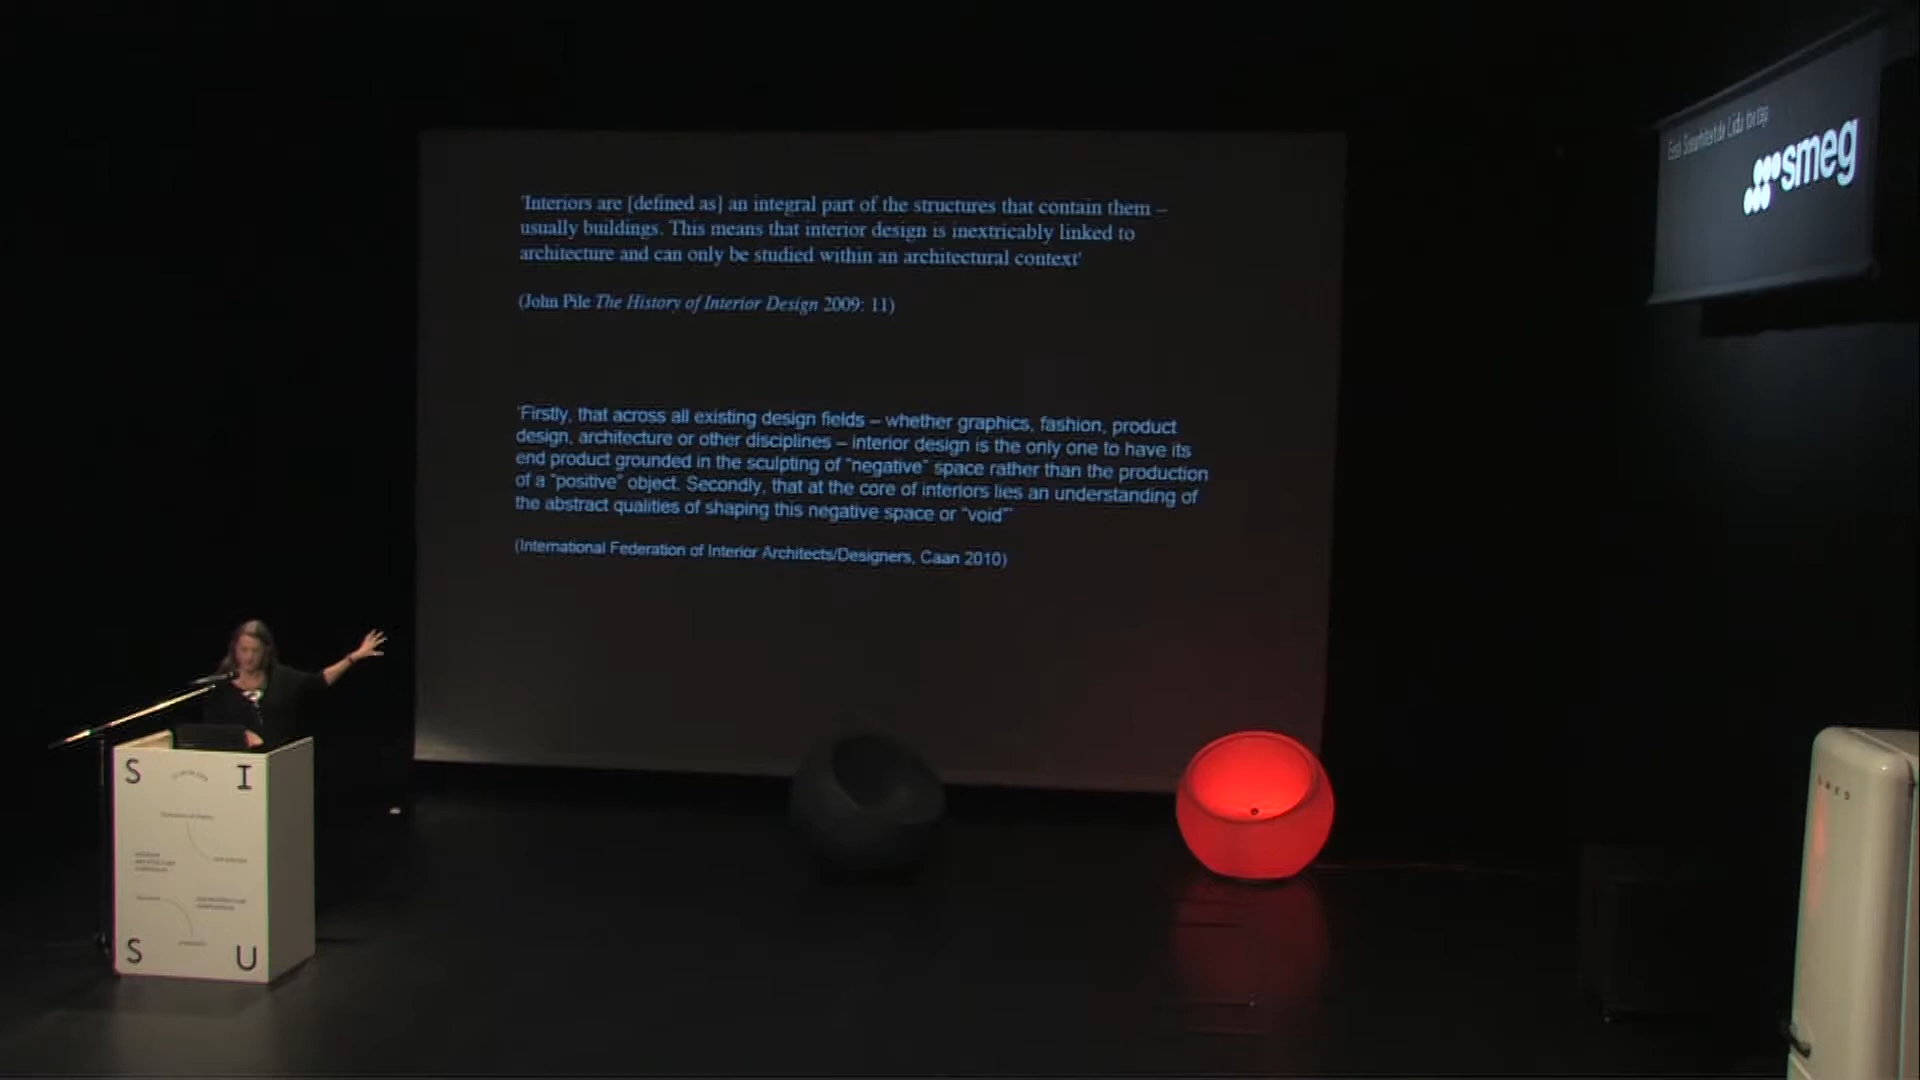 'Interiors are [defined as] an integral part of the structures that contain them –
usually buildings. This means that interior design is inextricably linked to
architecture and can only be studied within an architectural context'
(John Pile The History of Interior Design 2009: 11)
'Firstly, that across all existing design fields – whether graphics, fashion, product
design, architecture or other disciplines – interior design is the only one to have its
end product grounded in the sculpting of "negative" space rather than the production
of a "positive" object. Secondly, that at the core of interiors lies an understanding of
the abstract qualities of shaping this negative space or "void"'
(International Federation of Interior Architects/Designers, Caan 2010)
Eesti Sisearhitektide Liidu
smeg
S I
S U
SMEG